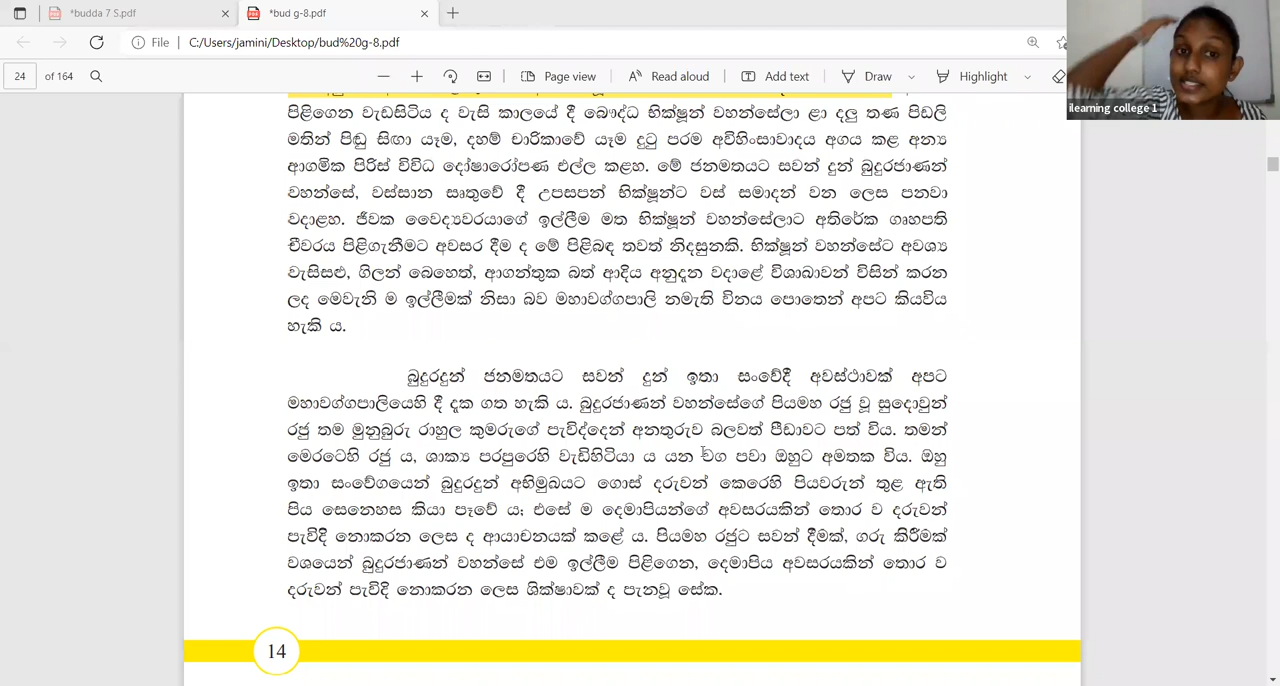 *budda 7 S.pdf
*bud g-8.pdf
File C:/Users/jamini/Desktop/bud%20g-8.pdf
24 of 164 Page view Read aloud Add text Draw Highlight
ilearning college 1
පිළිගෙන වැඩසිටිය ද වැසි කාලයේ දී බෞද්ධ භික්ෂූන් වහන්සේලා ළා දලු තණ පිඩලි
මතින් පිඬු සිඟා යෑම, දහම් චාරිකාවේ යෑම දුටු පරම අවිහිංසාවාදය අගය කළ අන්‍ය
ආගමික පිරිස් විවිධ දෝෂාරෝපණ එල්ල කළහ. මේ ජනමතයට සවන් දුන් බුදුරජාණන්
වහන්සේ, වස්සාන සෘතුවේ දී උපසපන් භික්ෂූන්ට වස් සමාදන් වන ලෙස පනවා
වදාළහ. ජීවක වෛද්‍යවරයාගේ ඉල්ලීම මත භික්ෂූන් වහන්සේලාට අතිරේක ගෘහපති
චීවරය පිළිගැනීමට අවසර දීම ද මේ පිළිබඳ තවත් නිදසුනකි. භික්ෂූන් වහන්සේට අවශ්‍ය
වැසිසළු, ගිලන් බෙහෙත්, ආගන්තුක බත් ආදිය අනුදැන වදාළේ විශාඛාවන් විසින් කරන
ලද මෙවැනි ම ඉල්ලීමක් නිසා බව මහාවග්ගපාලි නමැති විනය පොතෙන් අපට කියවිය
හැකි ය.
බුදුරදුන් ජනමතයට සවන් දුන් ඉතා සංවේදී අවස්ථාවක් අපට
මහාවග්ගපාලියෙහි දී දැක ගත හැකි ය. බුදුරජාණන් වහන්සේගේ පියමහ රජු වූ සුදොවුන්
රජු තම මුනුබුරු රාහුල කුමරුගේ පැවිද්දෙන් අනතුරුව බලවත් පීඩාවට පත් විය. තමන්
මෙරටෙහි රජු ය, ශාක්‍ය පරපුරෙහි වැඩිහිටියා ය යන වග පවා ඔහුට අමතක විය. ඔහු
ඉතා සංවේගයෙන් බුදුරදුන් අභිමුඛයට ගොස් දරුවන් කෙරෙහි පියවරුන් තුළ ඇති
පිය සෙනෙහස කියා පෑවේ ය; එසේ ම දෙමාපියන්ගේ අවසරයකින් තොර ව දරුවන්
පැවිදි නොකරන ලෙස ද ආයාචනයක් කළේ ය. පියමහ රජුට සවන් දීමක්, ගරු කිරීමක්
වශයෙන් බුදුරජාණන් වහන්සේ එම ඉල්ලීම පිළිගෙන, දෙමාපිය අවසරයකින් තොර ව
දරුවන් පැවිදි නොකරන ලෙස ශික්ෂාවක් ද පැනවූ සේක.
14